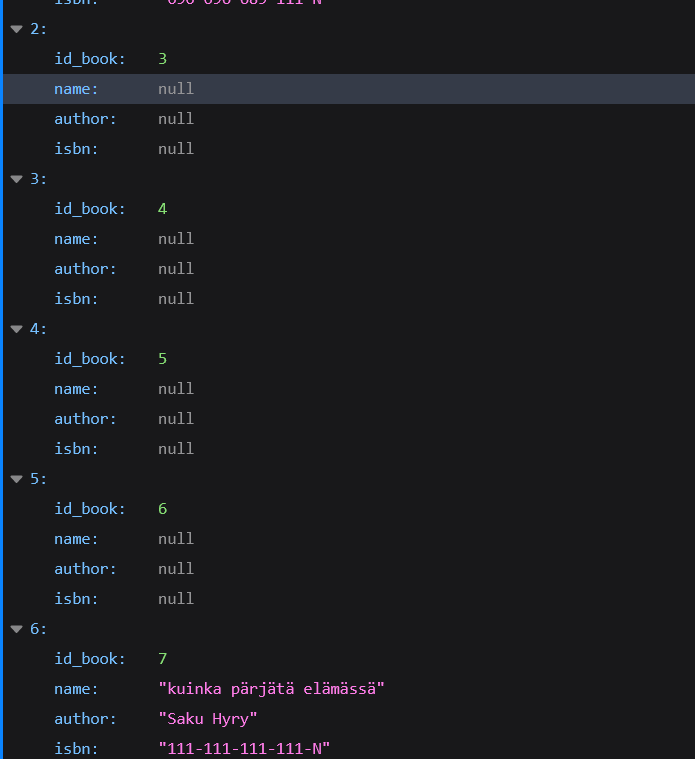 2:
id_book: 3
name: null
author: null
isbn: null
3:
id_book: 4
name: null
author: null
isbn: null
4:
id_book: 5
name: null
author: null
isbn: null
5:
id_book: 6
name: null
author: null
isbn: null
6:
id_book: 7
name: "kuinka pärjätä elämässä"
author: "Saku Hyry"
isbn: "111-111-111-111-N"